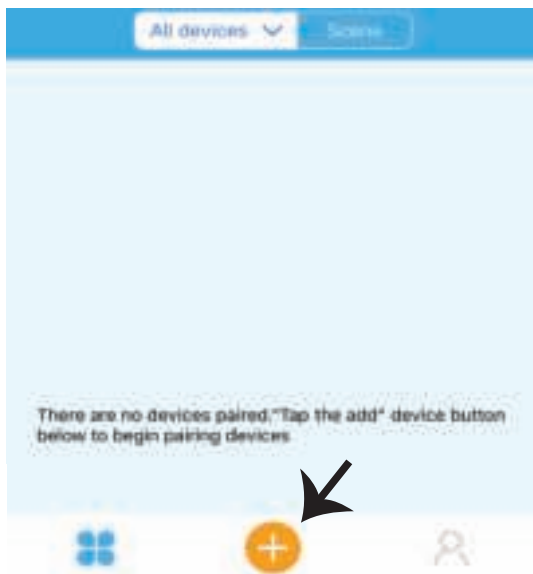 All devices Scene
There are no devices paired."Tap the add" device button
below to begin pairing devices